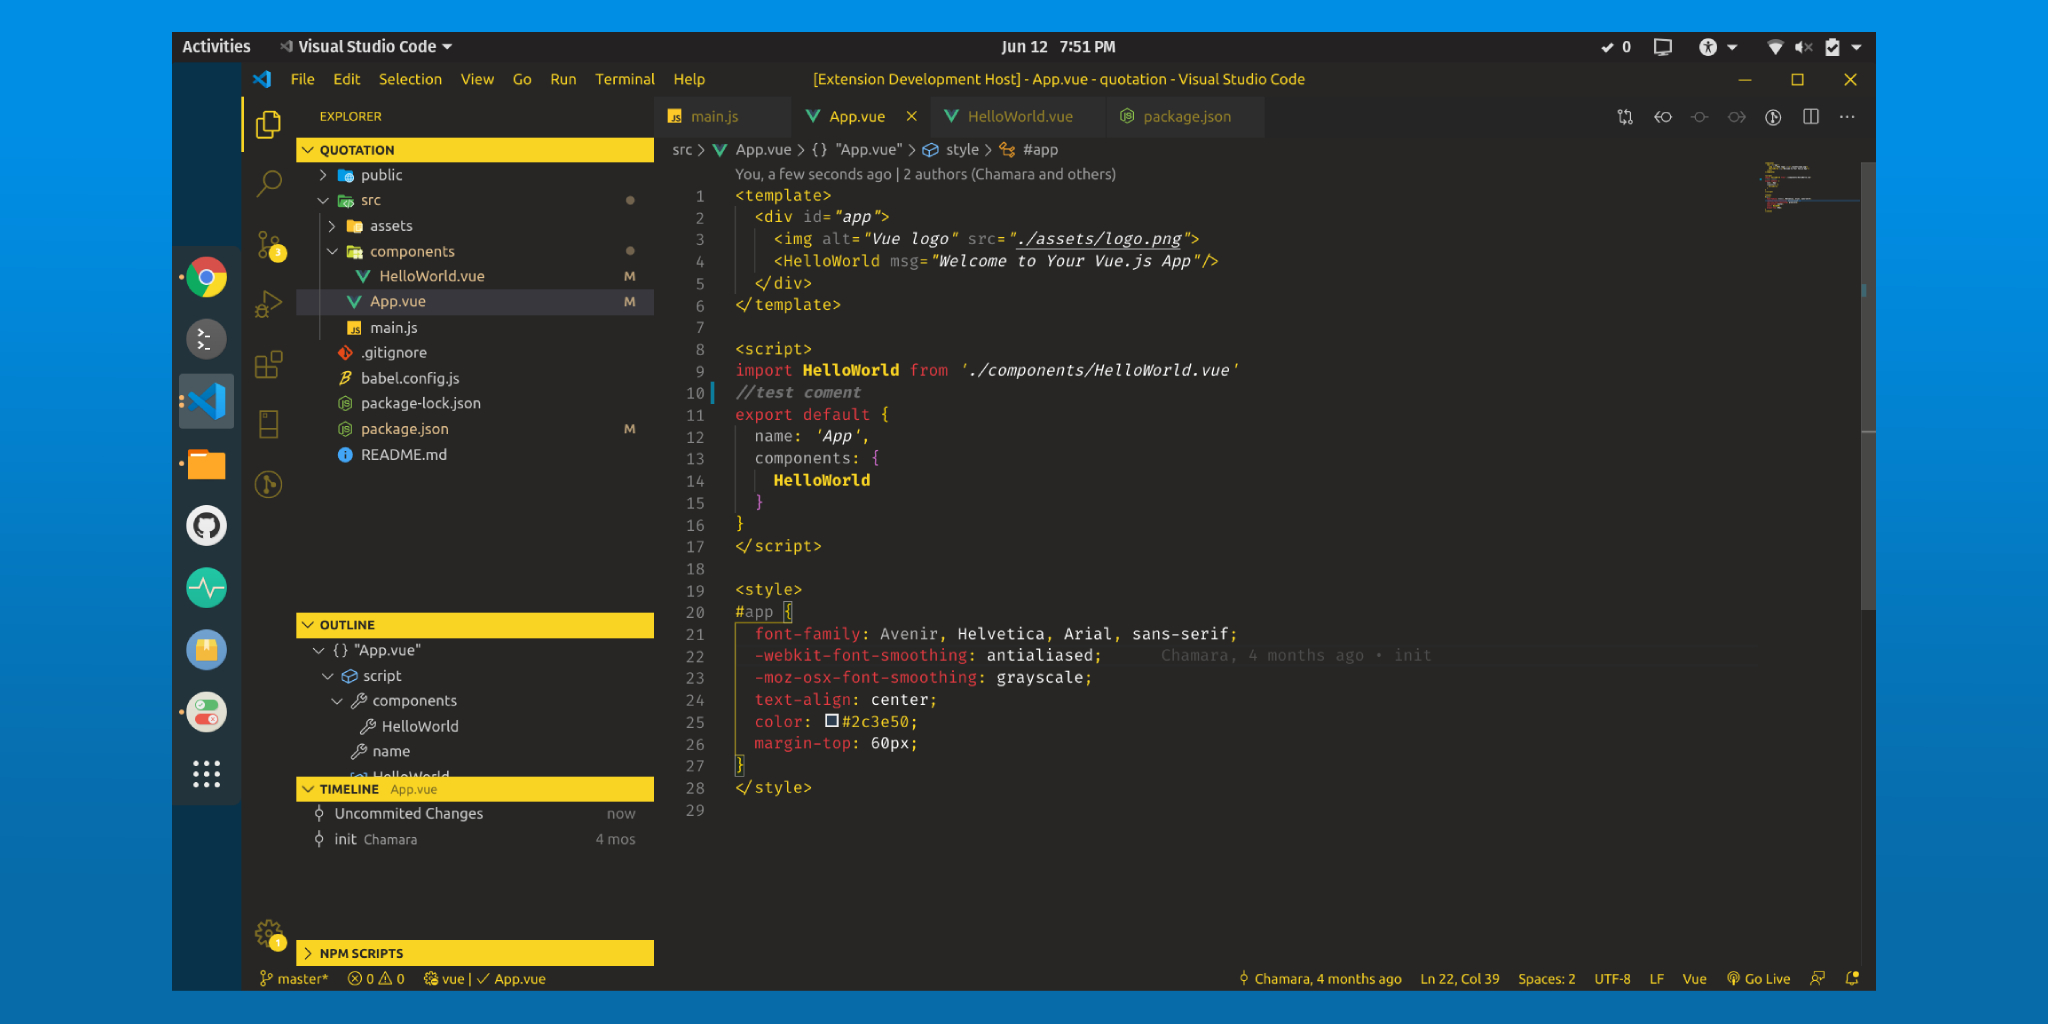 Activities Visual Studio Code Jun 12 7:51 PM 0
File Edit Selection View Go Run Terminal Help [Extension Development Host] - App.vue - quotation - Visual Studio Code
EXPLORER
QUOTATION
public
src
assets
components
HelloWorld.vue M
App.vue M
main.js
.gitignore
babel.config.js
package-lock.json
package.json M
README.md
3
OUTLINE
{} "App.vue"
script
components
HelloWorld
name
HelloWorld
TIMELINE App.vue
Uncommited Changes now
init Chamara 4 mos
1
NPM SCRIPTS
main.js App.vue HelloWorld.vue package.json
src > App.vue > {} "App.vue" > style > #app
You, a few seconds ago | 2 authors (Chamara and others)
1 <template>
2 <div id="app">
3 <img alt="Vue logo" src="./assets/logo.png">
4 <HelloWorld msg="Welcome to Your Vue.js App"/>
5 </div>
6 </template>
7
8 <script>
9 import HelloWorld from './components/HelloWorld.vue'
10 //test coment
11 export default {
12 name: 'App',
13 components: {
14 HelloWorld
15 }
16 }
17 </script>
18
19 <style>
20 #app {
21 font-family: Avenir, Helvetica, Arial, sans-serif;
22 -webkit-font-smoothing: antialiased; Chamara, 4 months ago • init
23 -moz-osx-font-smoothing: grayscale;
24 text-align: center;
25 color: #2c3e50;
26 margin-top: 60px;
27 }
28 </style>
29
master* 0 0 vue | App.vue Chamara, 4 months ago Ln 22, Col 39 Spaces: 2 UTF-8 LF Vue Go Live